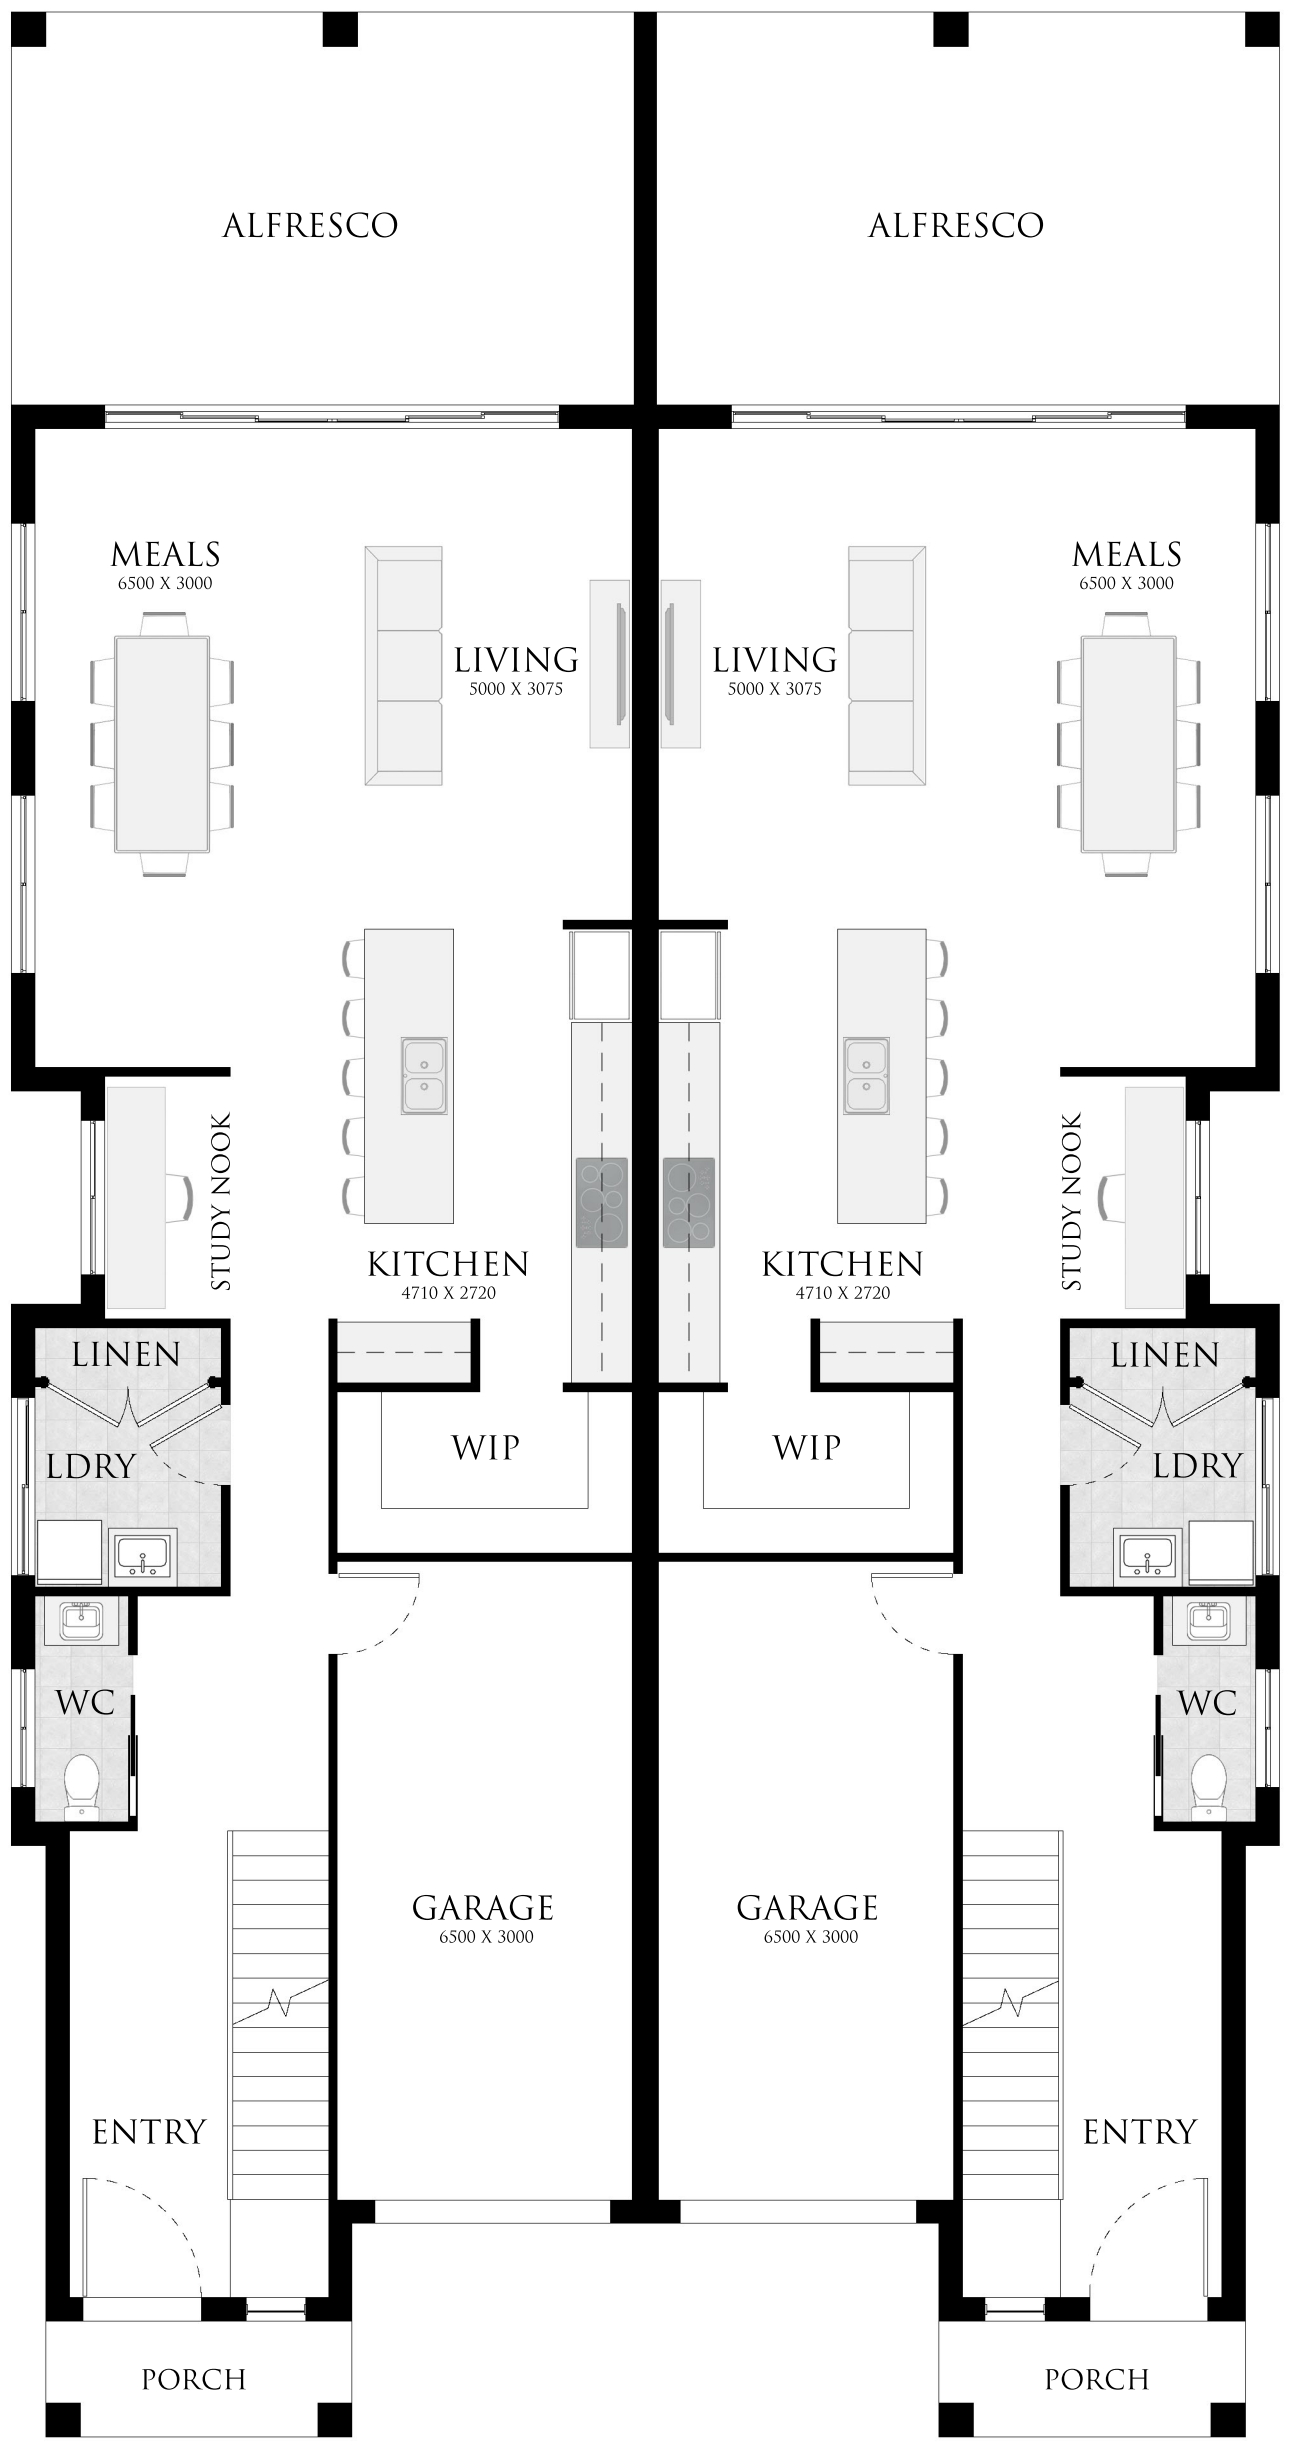 ALFRESCO
ALFRESCO
MEALS
6500 X 3000
MEALS
6500 X 3000
LIVING
5000 X 3075
LIVING
5000 X 3075
STUDY NOOK
STUDY NOOK
KITCHEN
4710 X 2720
KITCHEN
4710 X 2720
LINEN
LINEN
WIP
WIP
LDRY
LDRY
WC
WC
GARAGE
6500 X 3000
GARAGE
6500 X 3000
ENTRY
ENTRY
PORCH
PORCH